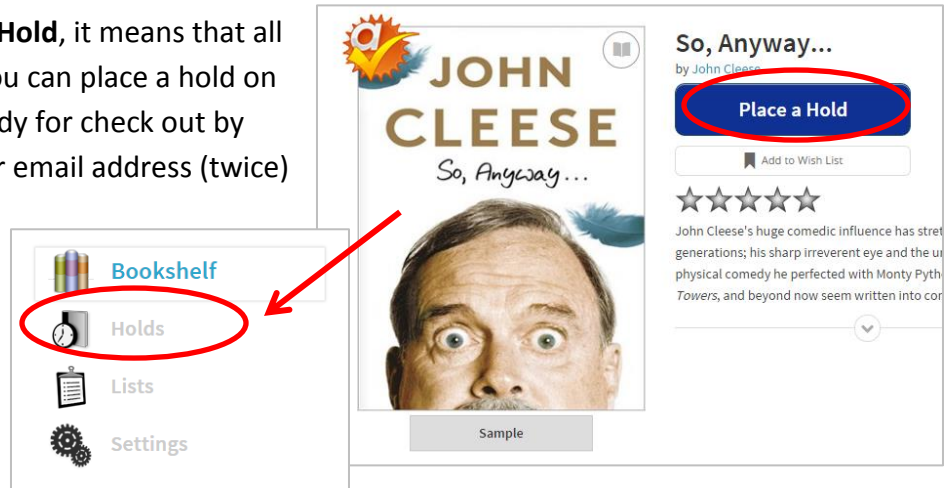 Hold, it means that all
ou can place a hold on
dy for check out by
r email address (twice)
Bookshelf
Holds
Lists
Settings
a
JOHN
CLEESE
So, Anyway...
Sample
So, Anyway...
by John Cleese
Place a Hold
Add to Wish List
John Cleese's huge comedic influence has stret
generations; his sharp irreverent eye and the u
physical comedy he perfected with Monty Pyth
Towers, and beyond now seem written into co